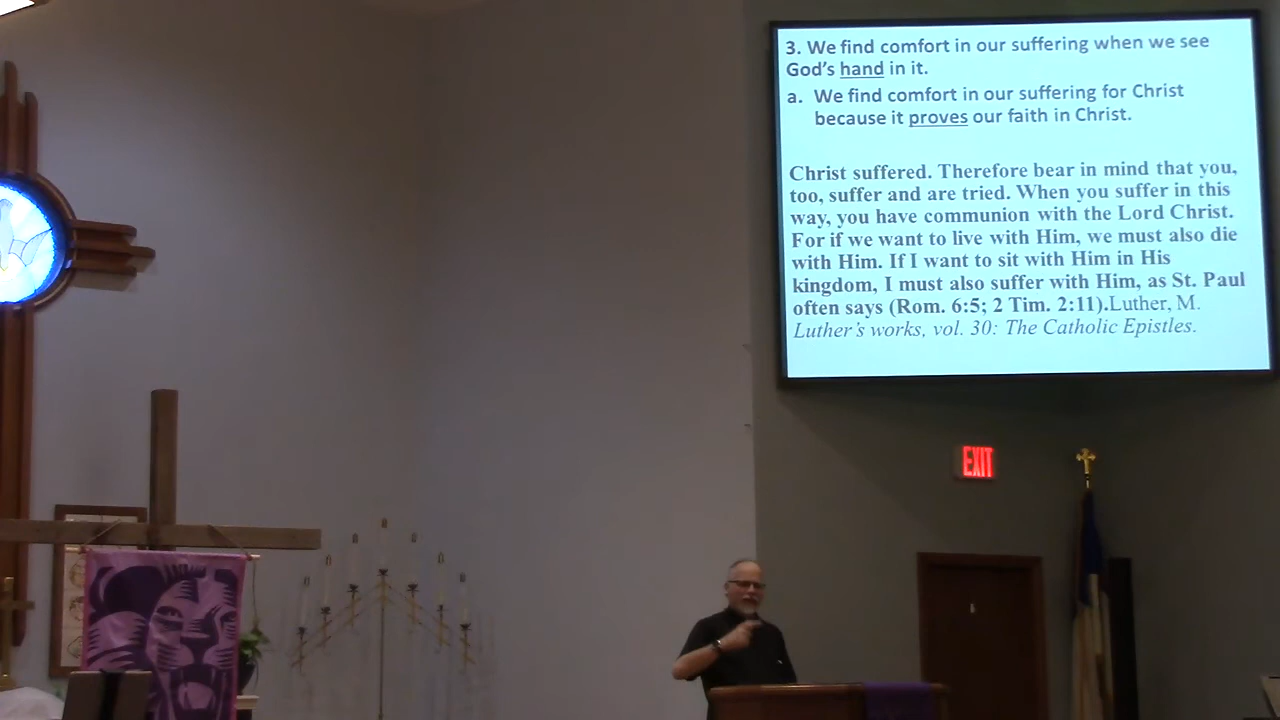 3. We find comfort in our suffering when we see
God's hand in it.
a. We find comfort in our suffering for Christ
because it proves our faith in Christ.
Christ suffered. Therefore bear in mind that you,
too, suffer and are tried. When you suffer in this
way, you have communion with the Lord Christ.
For if we want to live with Him, we must also die
with Him. If I want to sit with Him in His
kingdom, I must also suffer with Him, as St. Paul
often says (Rom. 6:5; 2 Tim. 2:11).Luther, M.
Luther's works, vol. 30: The Catholic Epistles.
EXIT